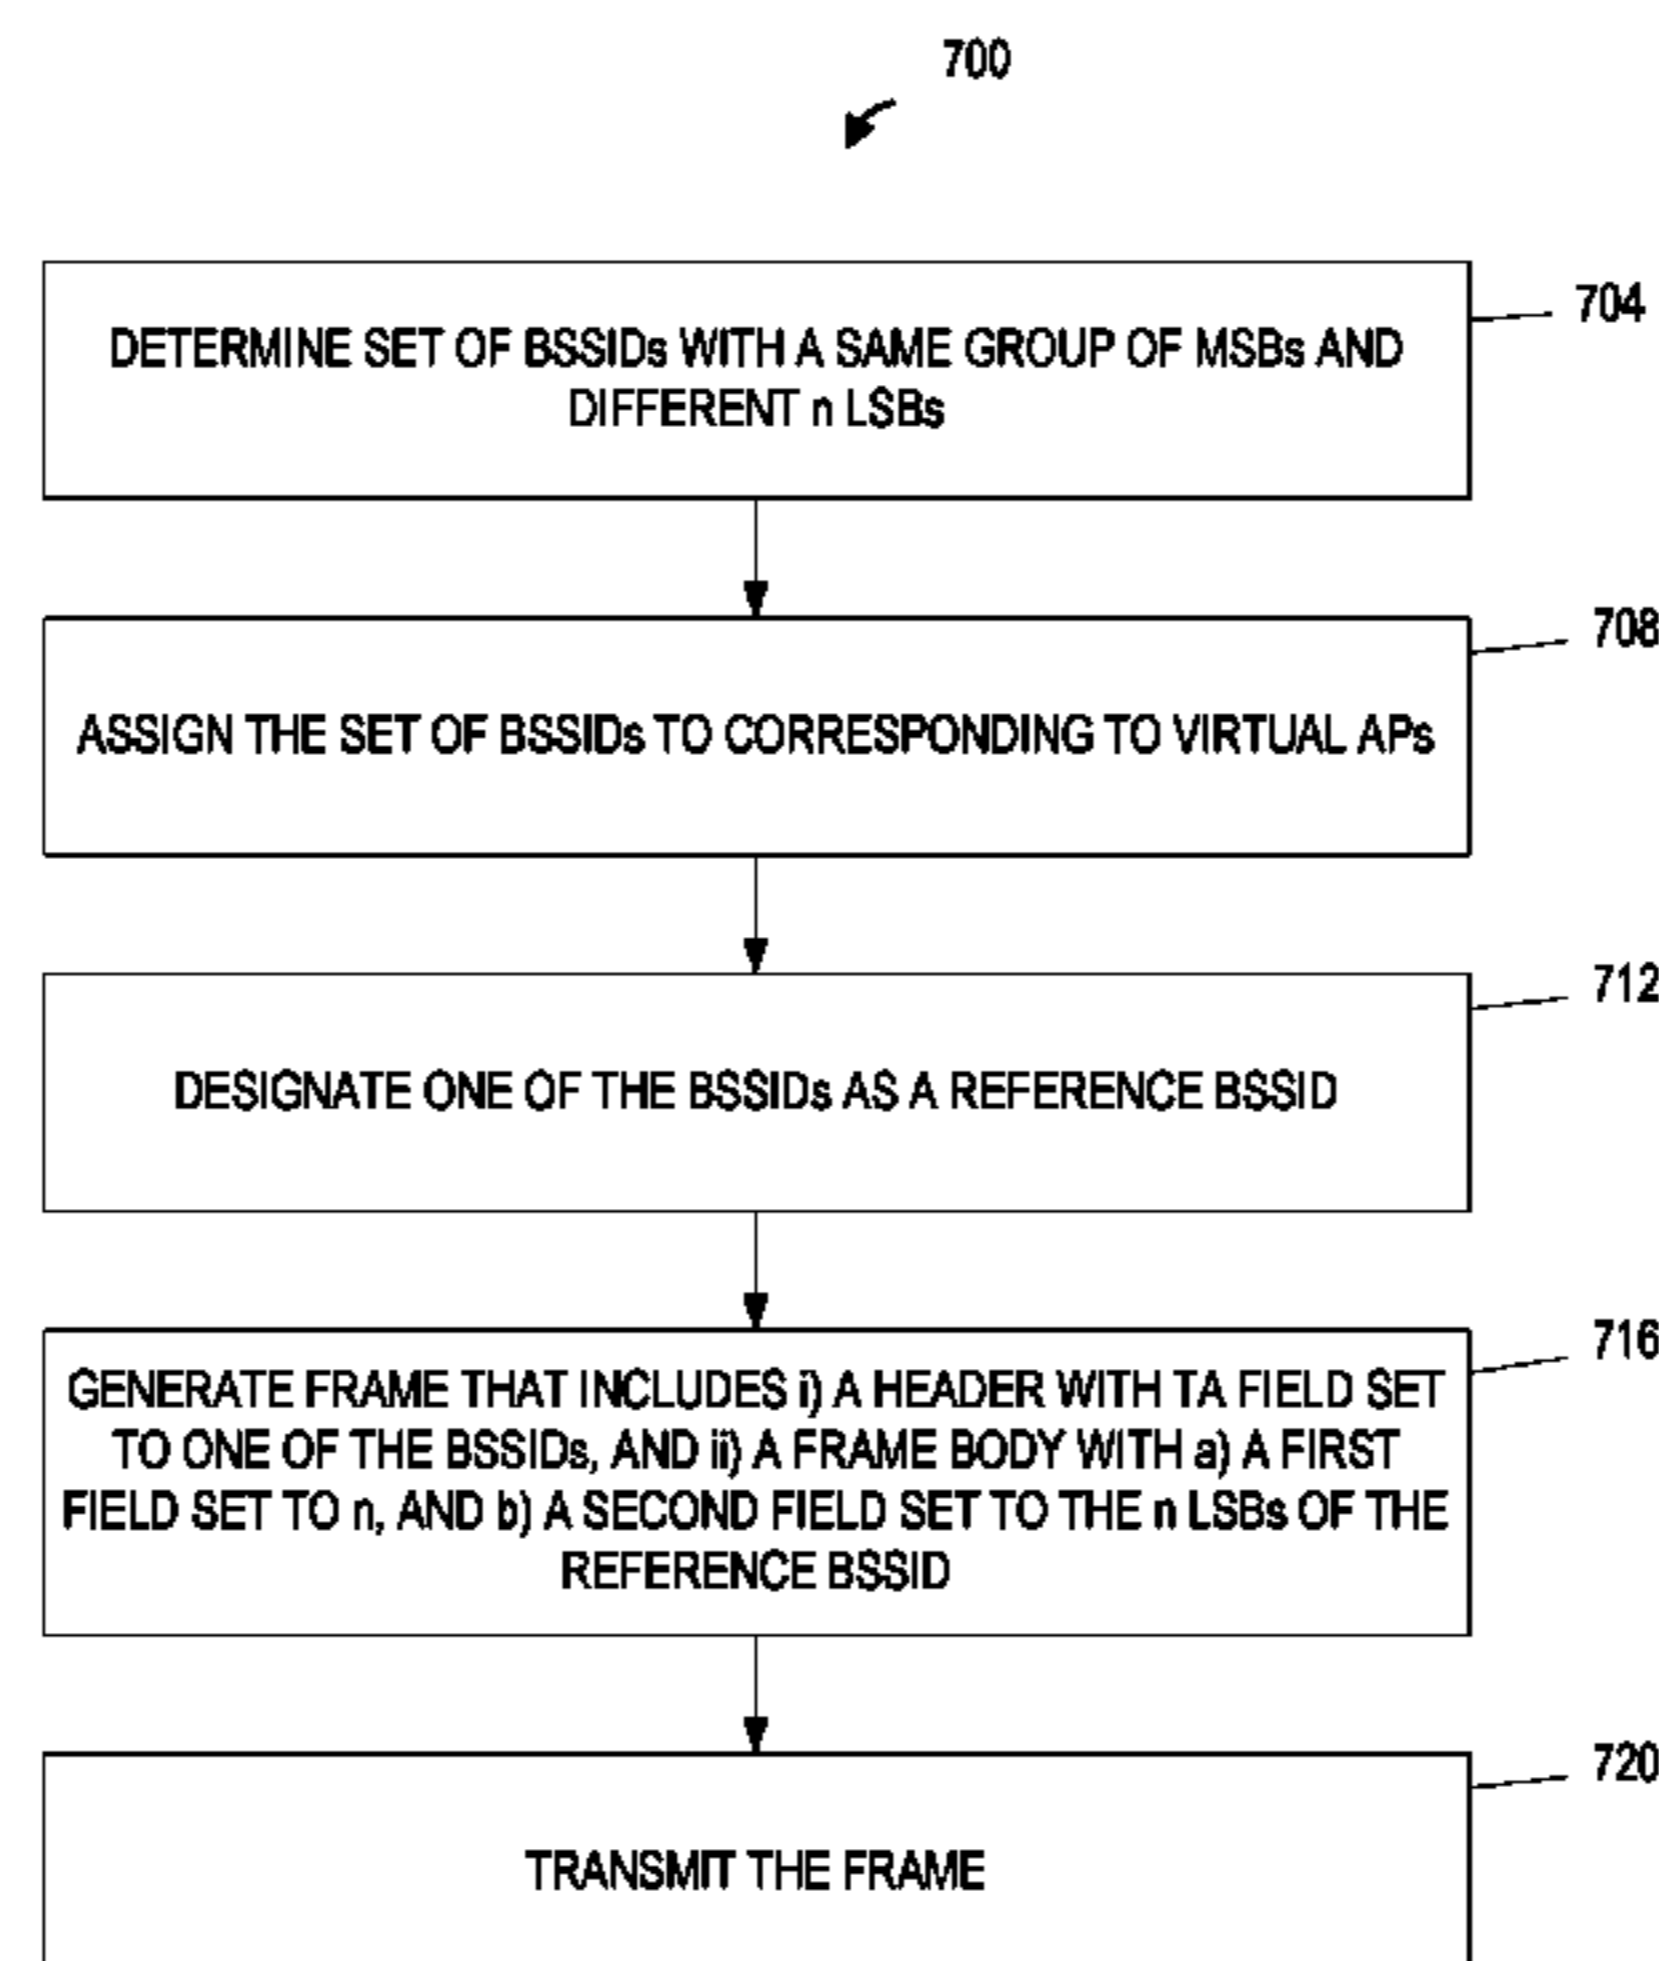 700
704
DETERMINE SET OF BSSIDs WITH A SAME GROUP OF MSBs AND
DIFFERENT n LSBs
708
ASSIGN THE SET OF BSSIDs TO CORRESPONDING TO VIRTUAL APs
712
DESIGNATE ONE OF THE BSSIDs AS A REFERENCE BSSID
716
GENERATE FRAME THAT INCLUDES i) A HEADER WITH TA FIELD SET
TO ONE OF THE BSSIDs, AND ii) A FRAME BODY WITH a) A FIRST
FIELD SET TO n, AND b) A SECOND FIELD SET TO THE n LSBs OF THE
REFERENCE BSSID
720
TRANSMIT THE FRAME